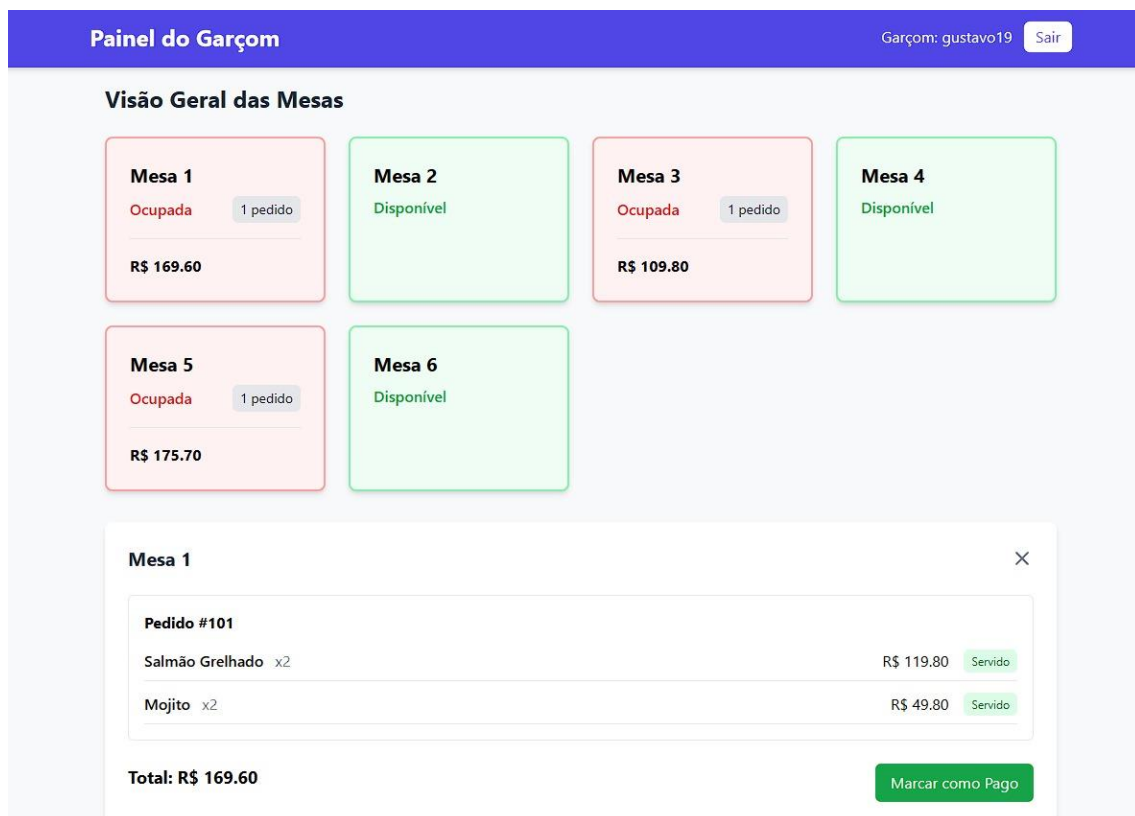 Painel do Garçom
Garçom: gustavo19 Sair
Visão Geral das Mesas
Mesa 1
Ocupada 1 pedido
R$ 169.60
Mesa 2
Disponível
Mesa 3
Ocupada 1 pedido
R$ 109.80
Mesa 4
Disponível
Mesa 5
Ocupada 1 pedido
R$ 175.70
Mesa 6
Disponível
Mesa 1
Pedido #101
Salmão Grelhado x2 R$ 119.80 Servido
Mojito x2 R$ 49.80 Servido
Total: R$ 169.60
Marcar como Pago